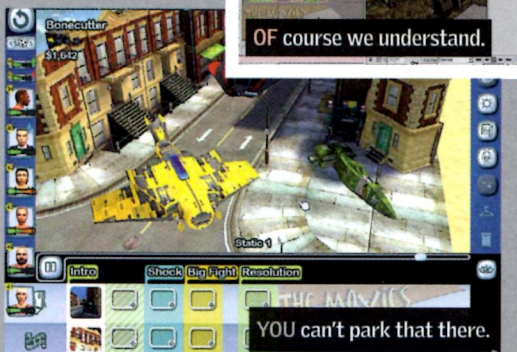 OF course we understand.
Bonecutter
$1,642
Static 1
Intro
Shock
Big Fight
Resolution
THE MOVIES
YOU can't park that there.